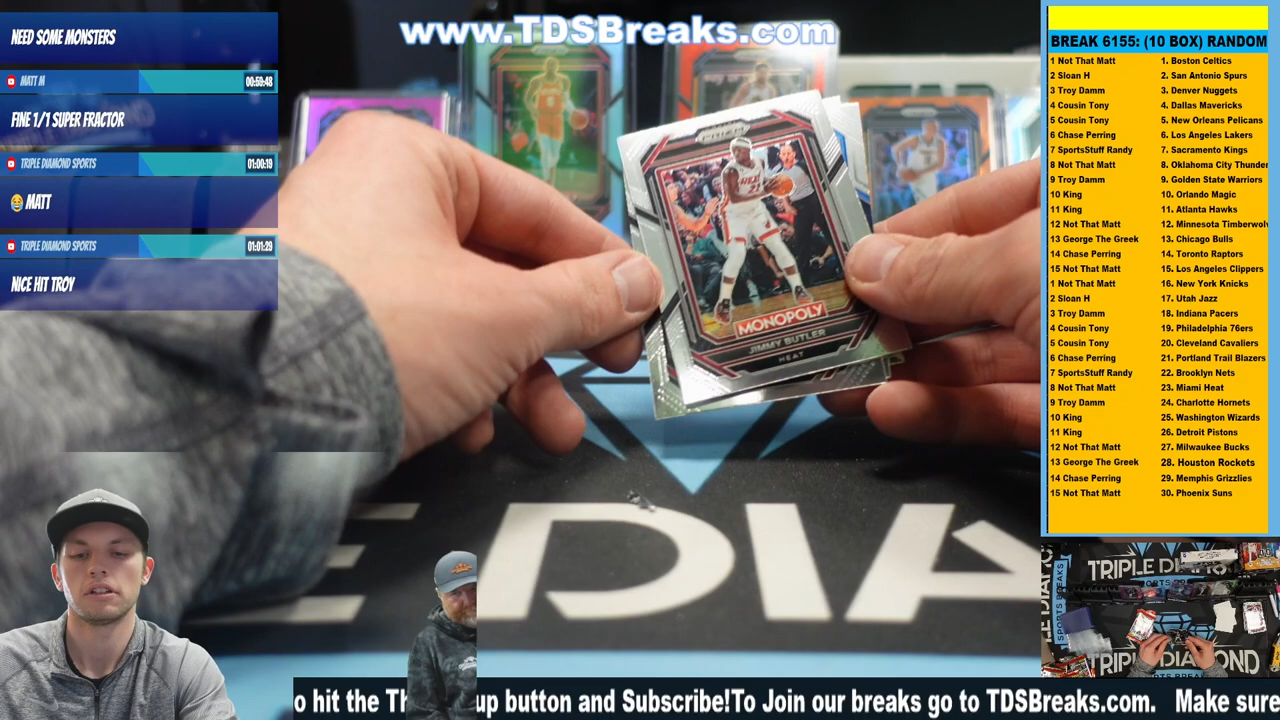 NEED SOME MONSTERS
MATT M 00:59:48
FINE 1/1 SUPER FRACTOR
TRIPLE DIAMOND SPORTS 01:00:19
😂 MATT
TRIPLE DIAMOND SPORTS 01:01:29
NICE HIT TROY
www.TDSBreaks.com
PRIZM
MONOPOLY
JIMMY BUTLER
HEAT
LE DIA
BREAK 6155: (10 BOX) RANDOM
1 Not That Matt 1. Boston Celtics
2 Sloan H 2. San Antonio Spurs
3 Troy Damm 3. Denver Nuggets
4 Cousin Tony 4. Dallas Mavericks
5 Cousin Tony 5. New Orleans Pelicans
6 Chase Perring 6. Los Angeles Lakers
7 SportsStuff Randy 7. Sacramento Kings
8 Not That Matt 8. Oklahoma City Thunder
9 Troy Damm 9. Golden State Warriors
10 King 10. Orlando Magic
11 King 11. Atlanta Hawks
12 Not That Matt 12. Minnesota Timberwolv
13 George The Greek 13. Chicago Bulls
14 Chase Perring 14. Toronto Raptors
15 Not That Matt 15. Los Angeles Clippers
1 Not That Matt 16. New York Knicks
2 Sloan H 17. Utah Jazz
3 Troy Damm 18. Indiana Pacers
4 Cousin Tony 19. Philadelphia 76ers
5 Cousin Tony 20. Cleveland Cavaliers
6 Chase Perring 21. Portland Trail Blazers
7 SportsStuff Randy 22. Brooklyn Nets
8 Not That Matt 23. Miami Heat
9 Troy Damm 24. Charlotte Hornets
10 King 25. Washington Wizards
11 King 26. Detroit Pistons
12 Not That Matt 27. Milwaukee Bucks
13 George The Greek 28. Houston Rockets
14 Chase Perring 29. Memphis Grizzlies
15 Not That Matt 30. Phoenix Suns
TRIPLE DIAMO
SPORTS BREAKS
TRIPLE DIAMOND
o hit the Th up button and Subscribe!To Join our breaks go to TDSBreaks.com. Make sure